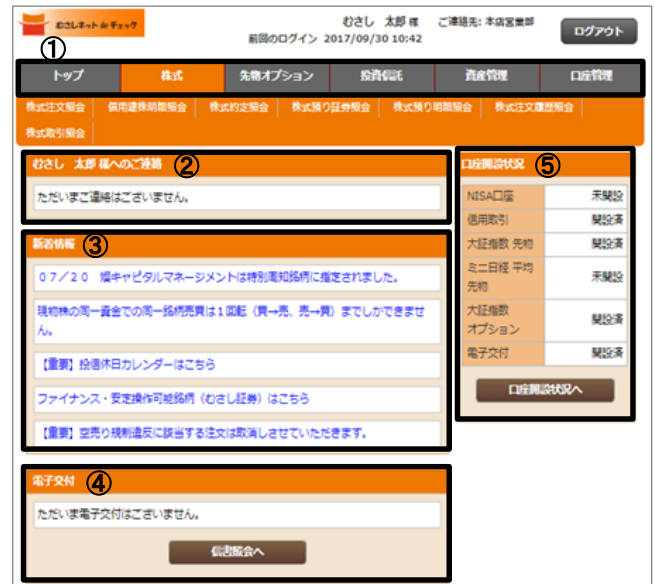 むさしネット de チェック
むさし 太郎 様
ご連絡先: 本店営業部
ログアウト
前回のログイン 2017/09/30 10:42
①
トップ 株式 先物オプション 投資信託 資産管理 口座管理
株式注文照会 信用建株明細照会 株式約定照会 株式預り証券照会 株式預り明細照会 株式注文履歴照会
株式取引照会
むさし 太郎 様へのご連絡 ②
ただいまご連絡はございません。
新着情報 ③
07/20 燦キャピタルマネージメントは特別周知銘柄に指定されました。
現物株の同一資金での同一銘柄売買は1回転（買→売、売→買）までしかできませ
ん。
【重要】投信休日カレンダーはこちら
ファイナンス・安定操作可能銘柄（むさし証券）はこちら
【重要】空売り規制違反に該当する注文は取消しさせていただきます。
電子交付 ④
ただいま電子交付はございません。
信書照会へ
口座開設状況 ⑤
NISA口座 未開設
信用取引 開設済
大証指数 先物 開設済
ミニ日経 平均
先物 未開設
大証指数
オプション 開設済
電子交付 開設済
口座開設状況へ